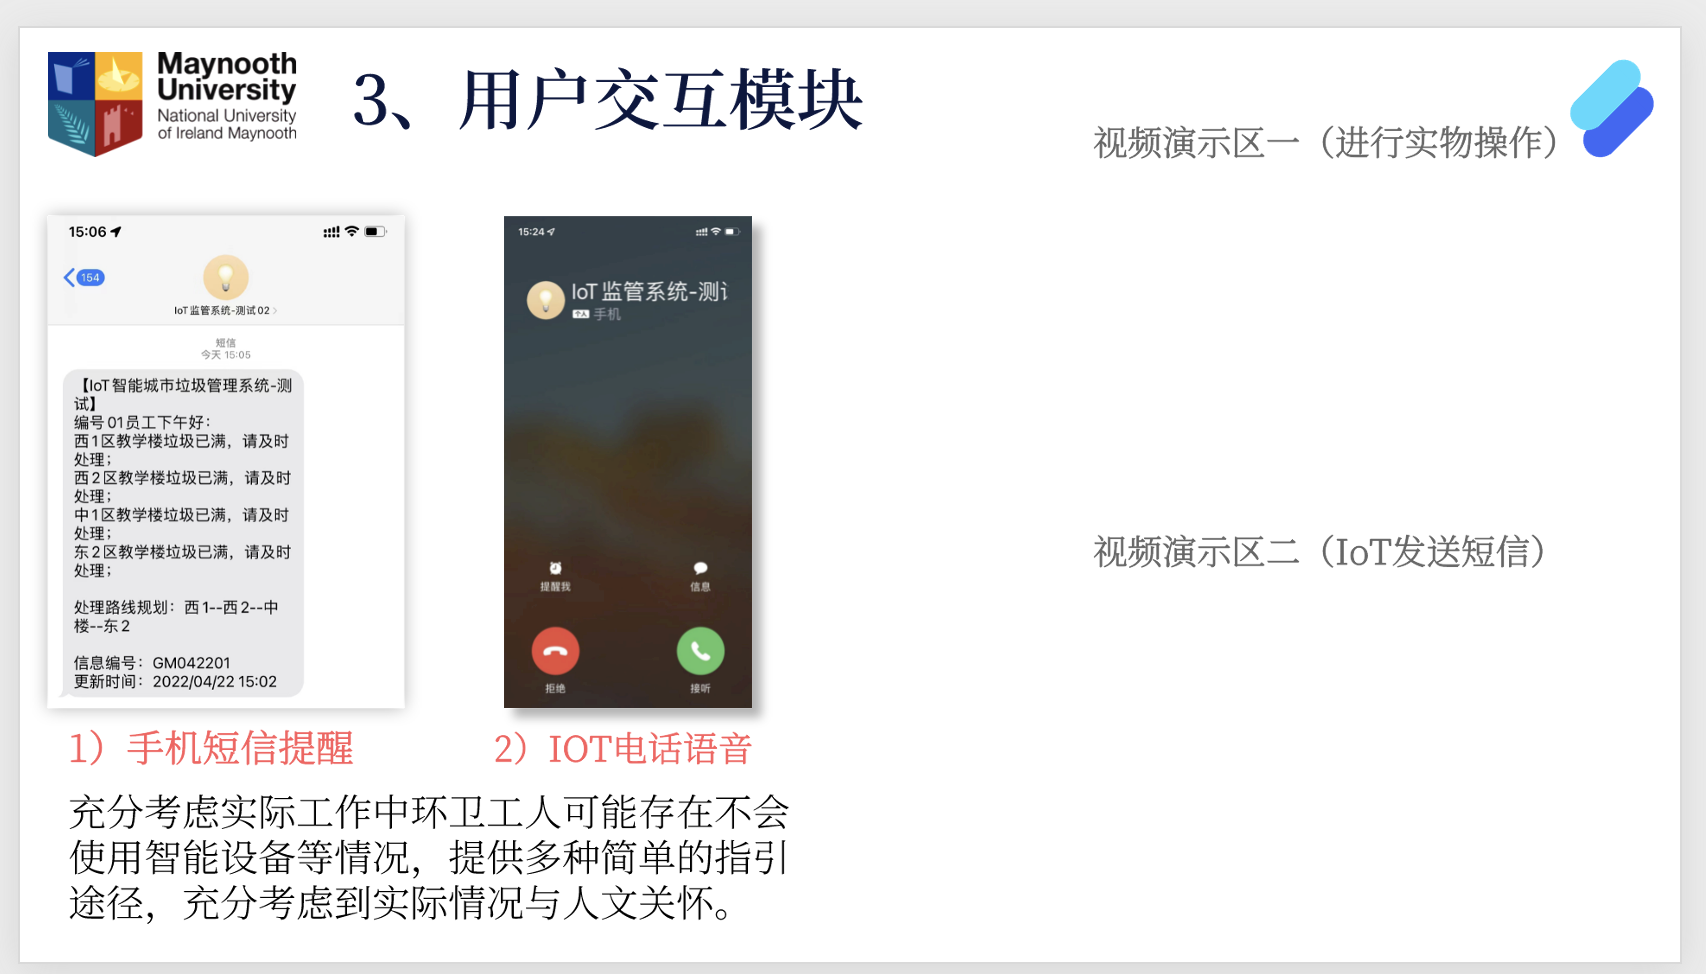 Maynooth
University
National University
of Ireland Maynooth
3、用户交互模块
视频演示区一（进行实物操作）
15:06
154
IoT 监管系统-测试 02
短信
今天 15:05
【IoT 智能城市垃圾管理系统-测
试】
编号 01员工下午好：
西1区教学楼垃圾已满，请及时
处理；
西2区教学楼垃圾已满，请及时
处理；
中1区教学楼垃圾已满，请及时
处理；
东2区教学楼垃圾已满，请及时
处理；
处理路线规划：西1--西2--中
楼--东2
信息编号：GM042201
更新时间：2022/04/22 15:02
15:24
IoT 监管系统-测试
个人 手机
提醒我
信息
拒绝
接听
视频演示区二（IoT发送短信）
1）手机短信提醒
2）IOT电话语音
充分考虑实际工作中环卫工人可能存在不会
使用智能设备等情况，提供多种简单的指引
途径，充分考虑到实际情况与人文关怀。